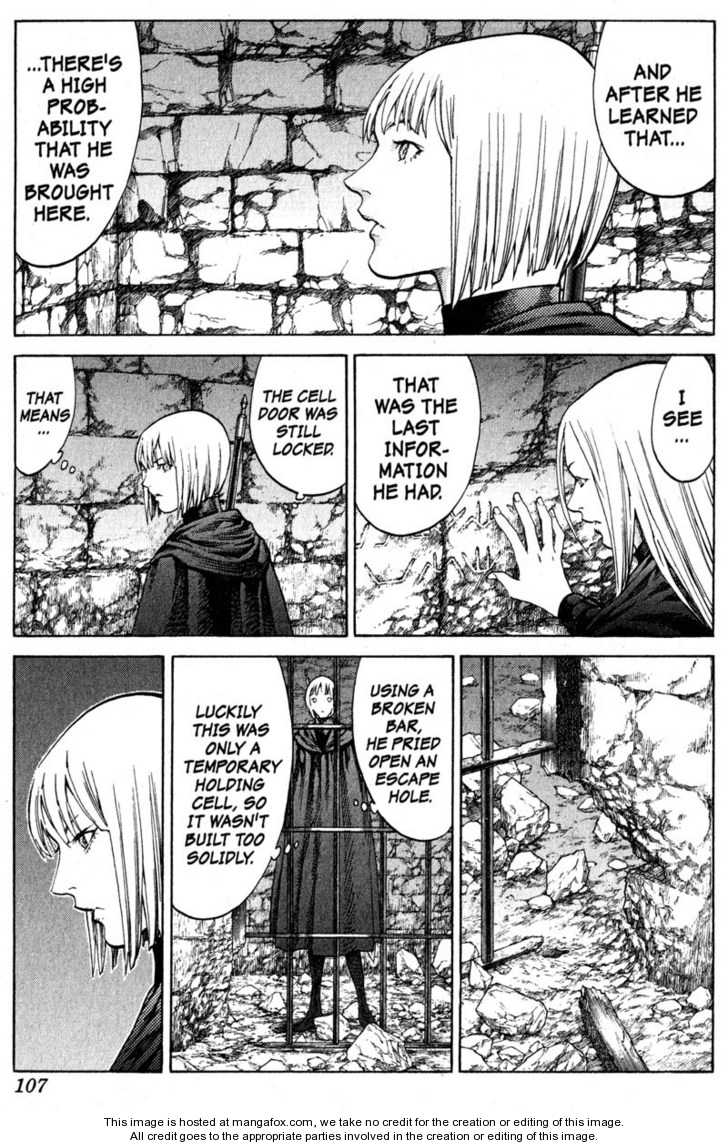 AND
AFTER HE
LEARNED
THAT...
...THERE'S
A HIGH
PROB-
ABILITY
THAT HE
WAS
BROUGHT
HERE.
I
SEE
...
THAT
WAS THE
LAST
INFOR-
MATION
HE HAD.
THE CELL
DOOR WAS
STILL
LOCKED.
THAT
MEANS
...
USING A
BROKEN
BAR,
HE PRIED
OPEN AN
ESCAPE
HOLE.
LUCKILY
THIS WAS
ONLY A
TEMPORARY
HOLDING
CELL, SO
IT WASN'T
BUILT TOO
SOLIDLY.
107
This image is hosted at mangafox.com, we take no credit for the creation or editing of this image.
All credit goes to the appropriate parties involved in the creation or editing of this image.